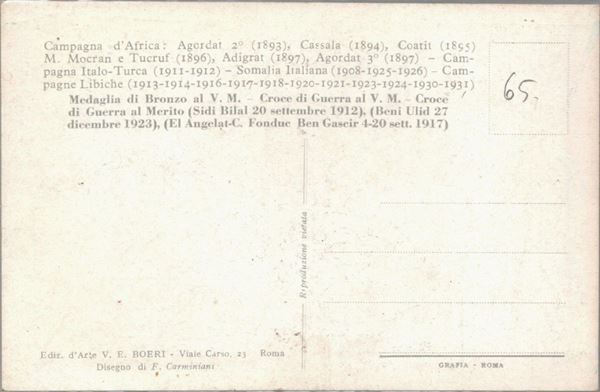 Campagna d'Africa: Agordat 2º (1893), Cassala (1894), Coatit (1895)
M. Mocran e Tucruf (1896), Adigrat (1897), Agordat 3º (1897) – Cam-
pagna Italo-Turca (1911-1912) – Somalia Italiana (1908-1925-1926) – Cam-
pagne Libiche (1913-1914-1916-1917-1918-1920-1921-1923-1924-1930-1931)
Medaglia di Bronzo al V. M. – Croce di Guerra al V. M. – Croce
di Guerra al Merito (Sidi Bilal 20 settembre 1912), (Beni Ulid 27
dicembre 1923), (El Angelat-C. Fonduc Ben Gascir 4-20 sett. 1917)
65,
Riproduzione vietata
Ediz. d'Arte V. E. BOERI - Viale Carso, 23 Roma
Disegno di F. Carminiani
GRAFIA - ROMA